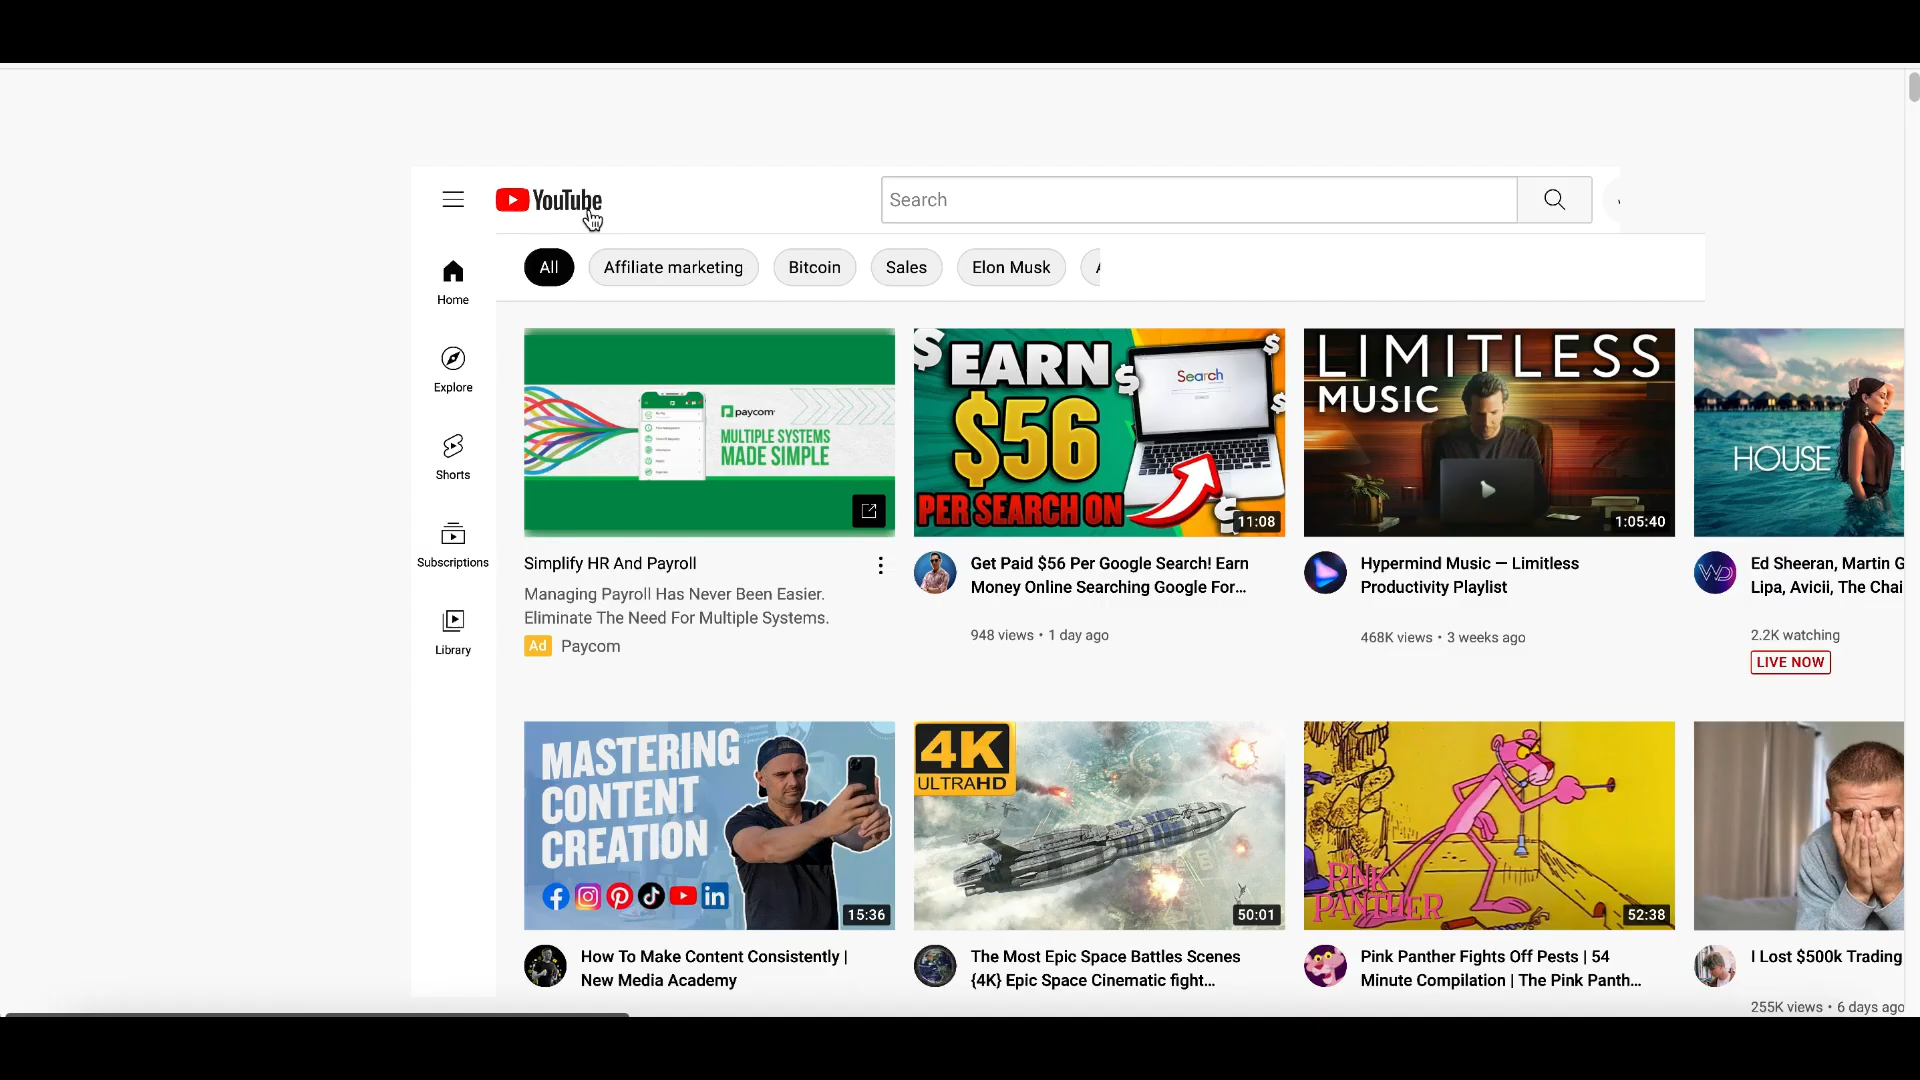 YouTube
Search
All
Affiliate marketing
Bitcoin
Sales
Elon Musk
Home
Explore
Shorts
Subscriptions
Library
paycom
MULTIPLE SYSTEMS
MADE SIMPLE
Simplify HR And Payroll
Managing Payroll Has Never Been Easier.
Eliminate The Need For Multiple Systems.
Ad Paycom
EARN
$56
PER SEARCH ON
Search
11:08
Get Paid $56 Per Google Search! Earn
Money Online Searching Google For...
948 views • 1 day ago
LIMITLESS
MUSIC
1:05:40
Hypermind Music — Limitless
Productivity Playlist
468K views • 3 weeks ago
HOUSE
WD
Ed Sheeran, Martin G
Lipa, Avicii, The Chai
2.2K watching
LIVE NOW
MASTERING
CONTENT
CREATION
15:36
How To Make Content Consistently |
New Media Academy
4K
ULTRA HD
50:01
The Most Epic Space Battles Scenes
{4K} Epic Space Cinematic fight...
PINK
PANTHER
52:38
Pink Panther Fights Off Pests | 54
Minute Compilation | The Pink Panth...
I Lost $500k Trading
255K views • 6 days ago